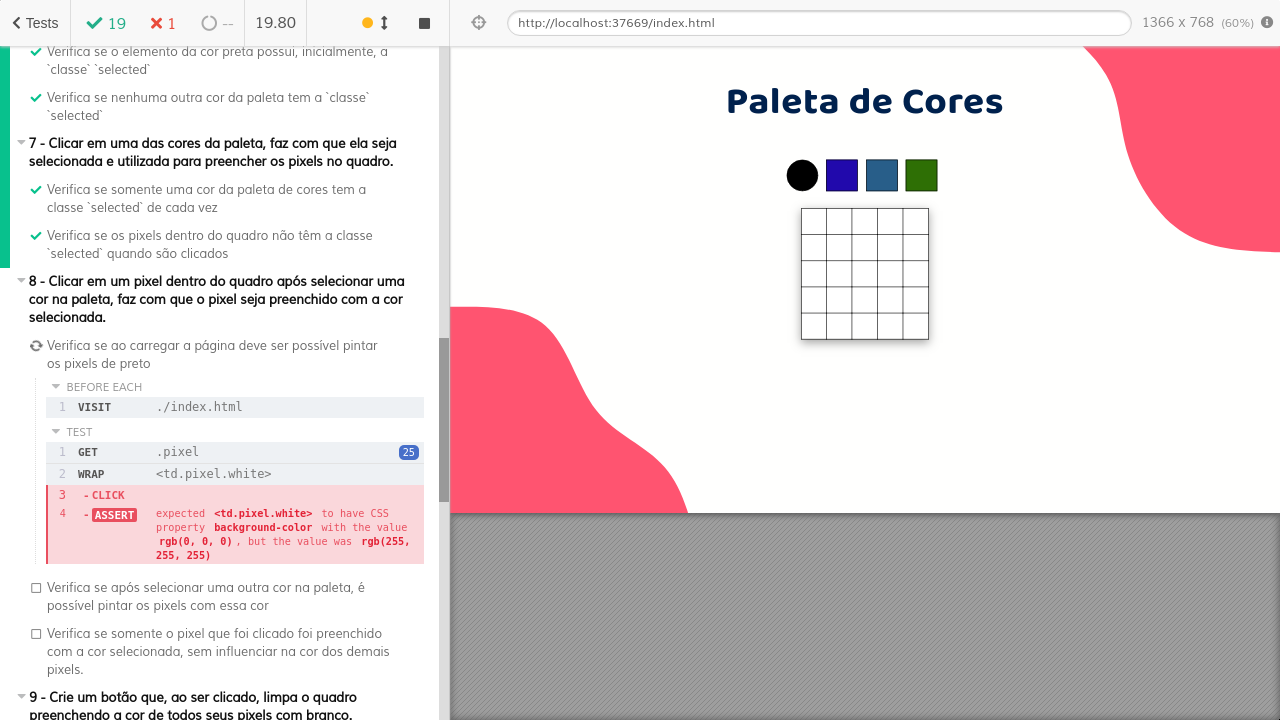 Tests 19 1 -- 19.80 http://localhost:37669/index.html 1366 x 768 (60%)
Verifica se o elemento da cor preta possui, inicialmente, a
`classe` `selected`
Verifica se nenhuma outra cor da paleta tem a `classe`
`selected`
7 - Clicar em uma das cores da paleta, faz com que ela seja
selecionada e utilizada para preencher os pixels no quadro.
Verifica se somente uma cor da paleta de cores tem a
classe `selected` de cada vez
Verifica se os pixels dentro do quadro não têm a classe
`selected` quando são clicados
8 - Clicar em um pixel dentro do quadro após selecionar uma
cor na paleta, faz com que o pixel seja preenchido com a cor
selecionada.
Verifica se ao carregar a página deve ser possível pintar
os pixels de preto
BEFORE EACH
1 VISIT ./index.html
TEST
1 GET .pixel 25
2 WRAP <td.pixel.white>
3 -CLICK
4 -ASSERT expected <td.pixel.white> to have CSS
property background-color with the value
rgb(0, 0, 0), but the value was rgb(255,
255, 255)
Verifica se após selecionar uma outra cor na paleta, é
possível pintar os pixels com essa cor
Verifica se somente o pixel que foi clicado foi preenchido
com a cor selecionada, sem influenciar na cor dos demais
pixels.
9 - Crie um botão que, ao ser clicado, limpa o quadro
preenchendo a cor de todos seus pixels com branco.
Paleta de Cores